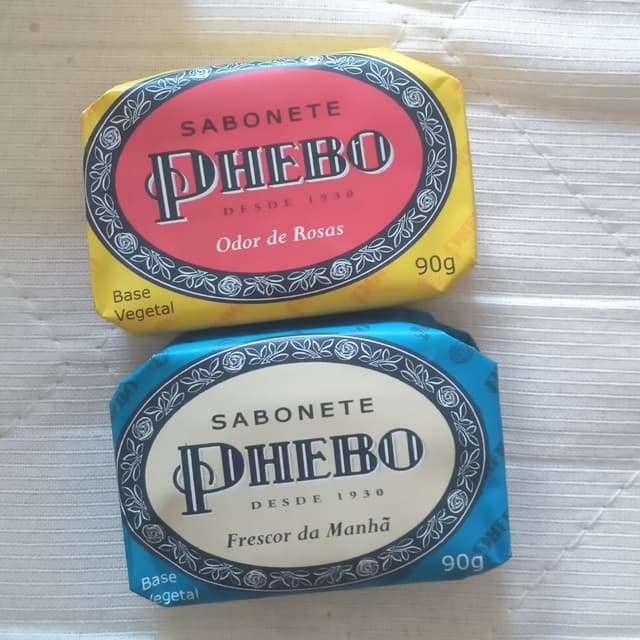 SABONETE
PHEBO
DESDE 1930
Odor de Rosas
Base
Vegetal
90g
SABONETE
PHEBO
DESDE 1930
Frescor da Manhã
Base
Vegetal
90g